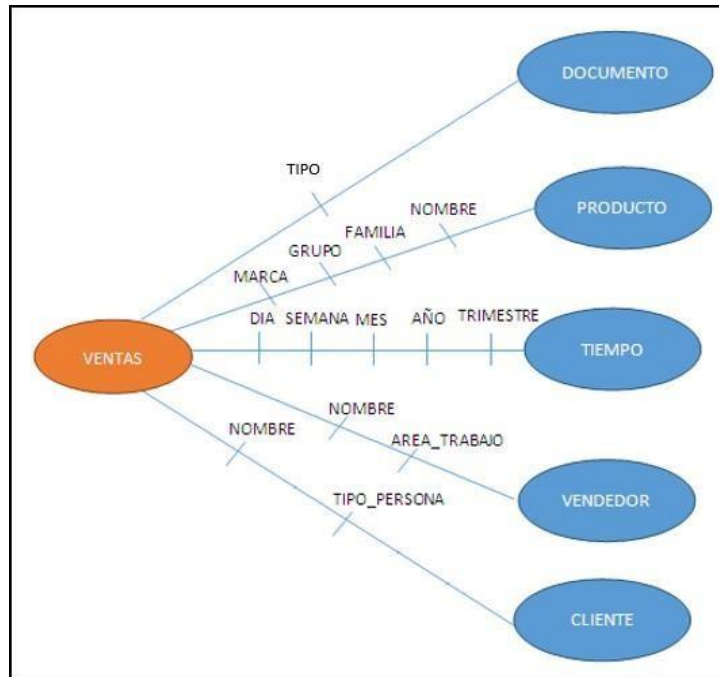 DOCUMENTO
TIPO
NOMBRE
PRODUCTO
FAMILIA
GRUPO
MARCA
DIA SEMANA MES AÑO TRIMESTRE
VENTAS
TIEMPO
NOMBRE
NOMBRE
AREA_TRABAJO
TIPO_PERSONA
VENDEDOR
CLIENTE